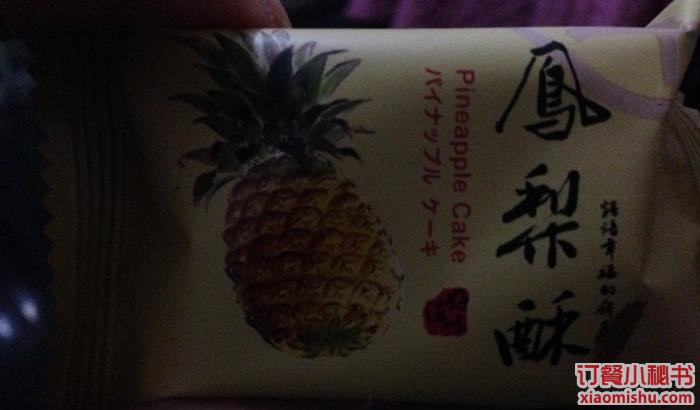 鳳梨酥
Pineapple Cake
パイナップル ケーキ
订餐小秘书
xiaomishu.com